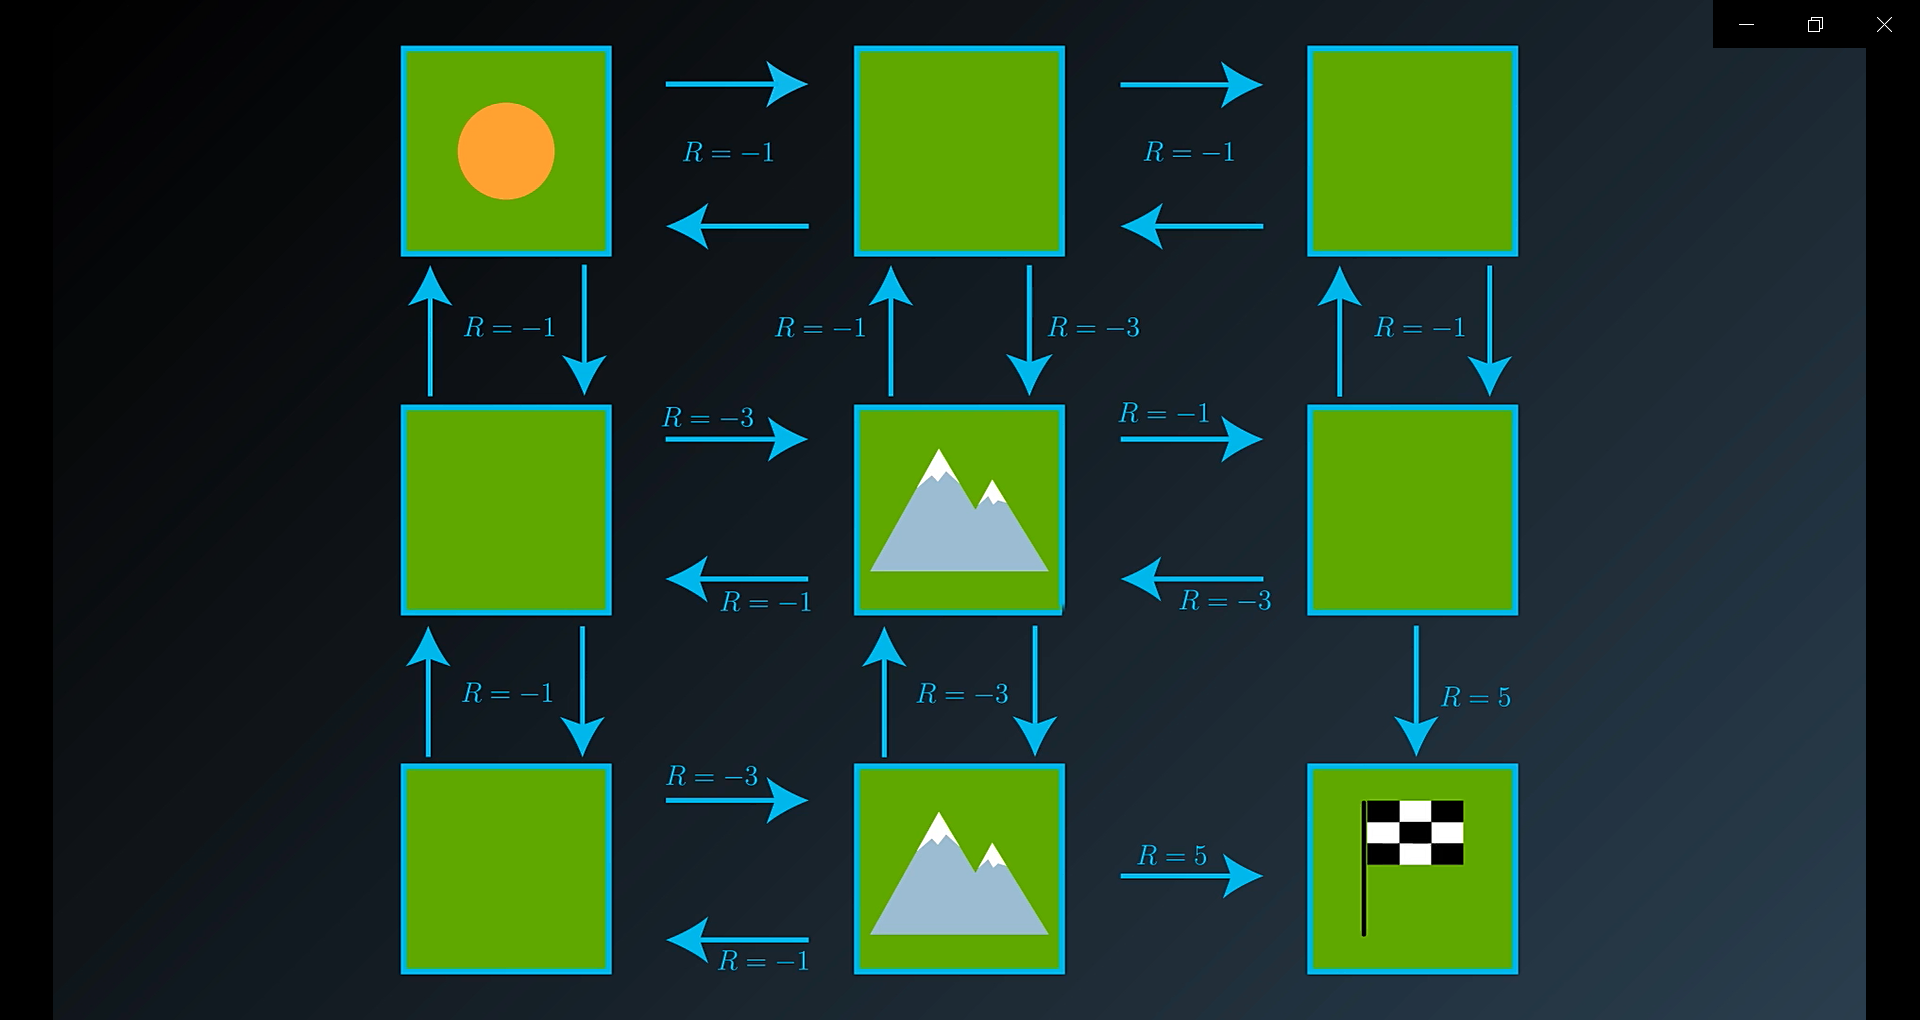 R = −1
R = −1
R = −1
R = −1
R = −3
R = −1
R = −3
R = −1
R = −1
R = −3
R = −1
R = −3
R = 5
R = −3
R = 5
R = −1